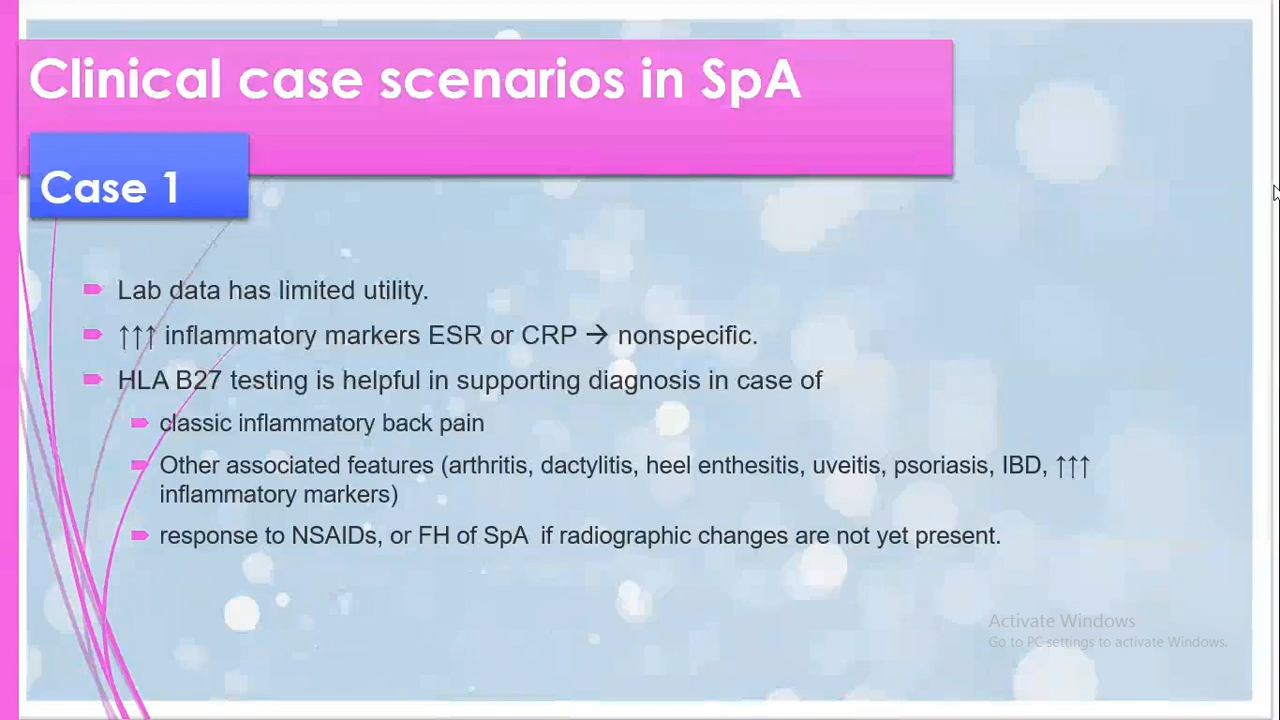 Clinical case scenarios in SpA
Case 1
Lab data has limited utility.
↑↑↑ inflammatory markers ESR or CRP → nonspecific.
HLA B27 testing is helpful in supporting diagnosis in case of
classic inflammatory back pain
Other associated features (arthritis, dactylitis, heel enthesitis, uveitis, psoriasis, IBD, ↑↑↑
inflammatory markers)
response to NSAIDs, or FH of SpA if radiographic changes are not yet present.
Activate Windows
Go to PC settings to activate Windows.